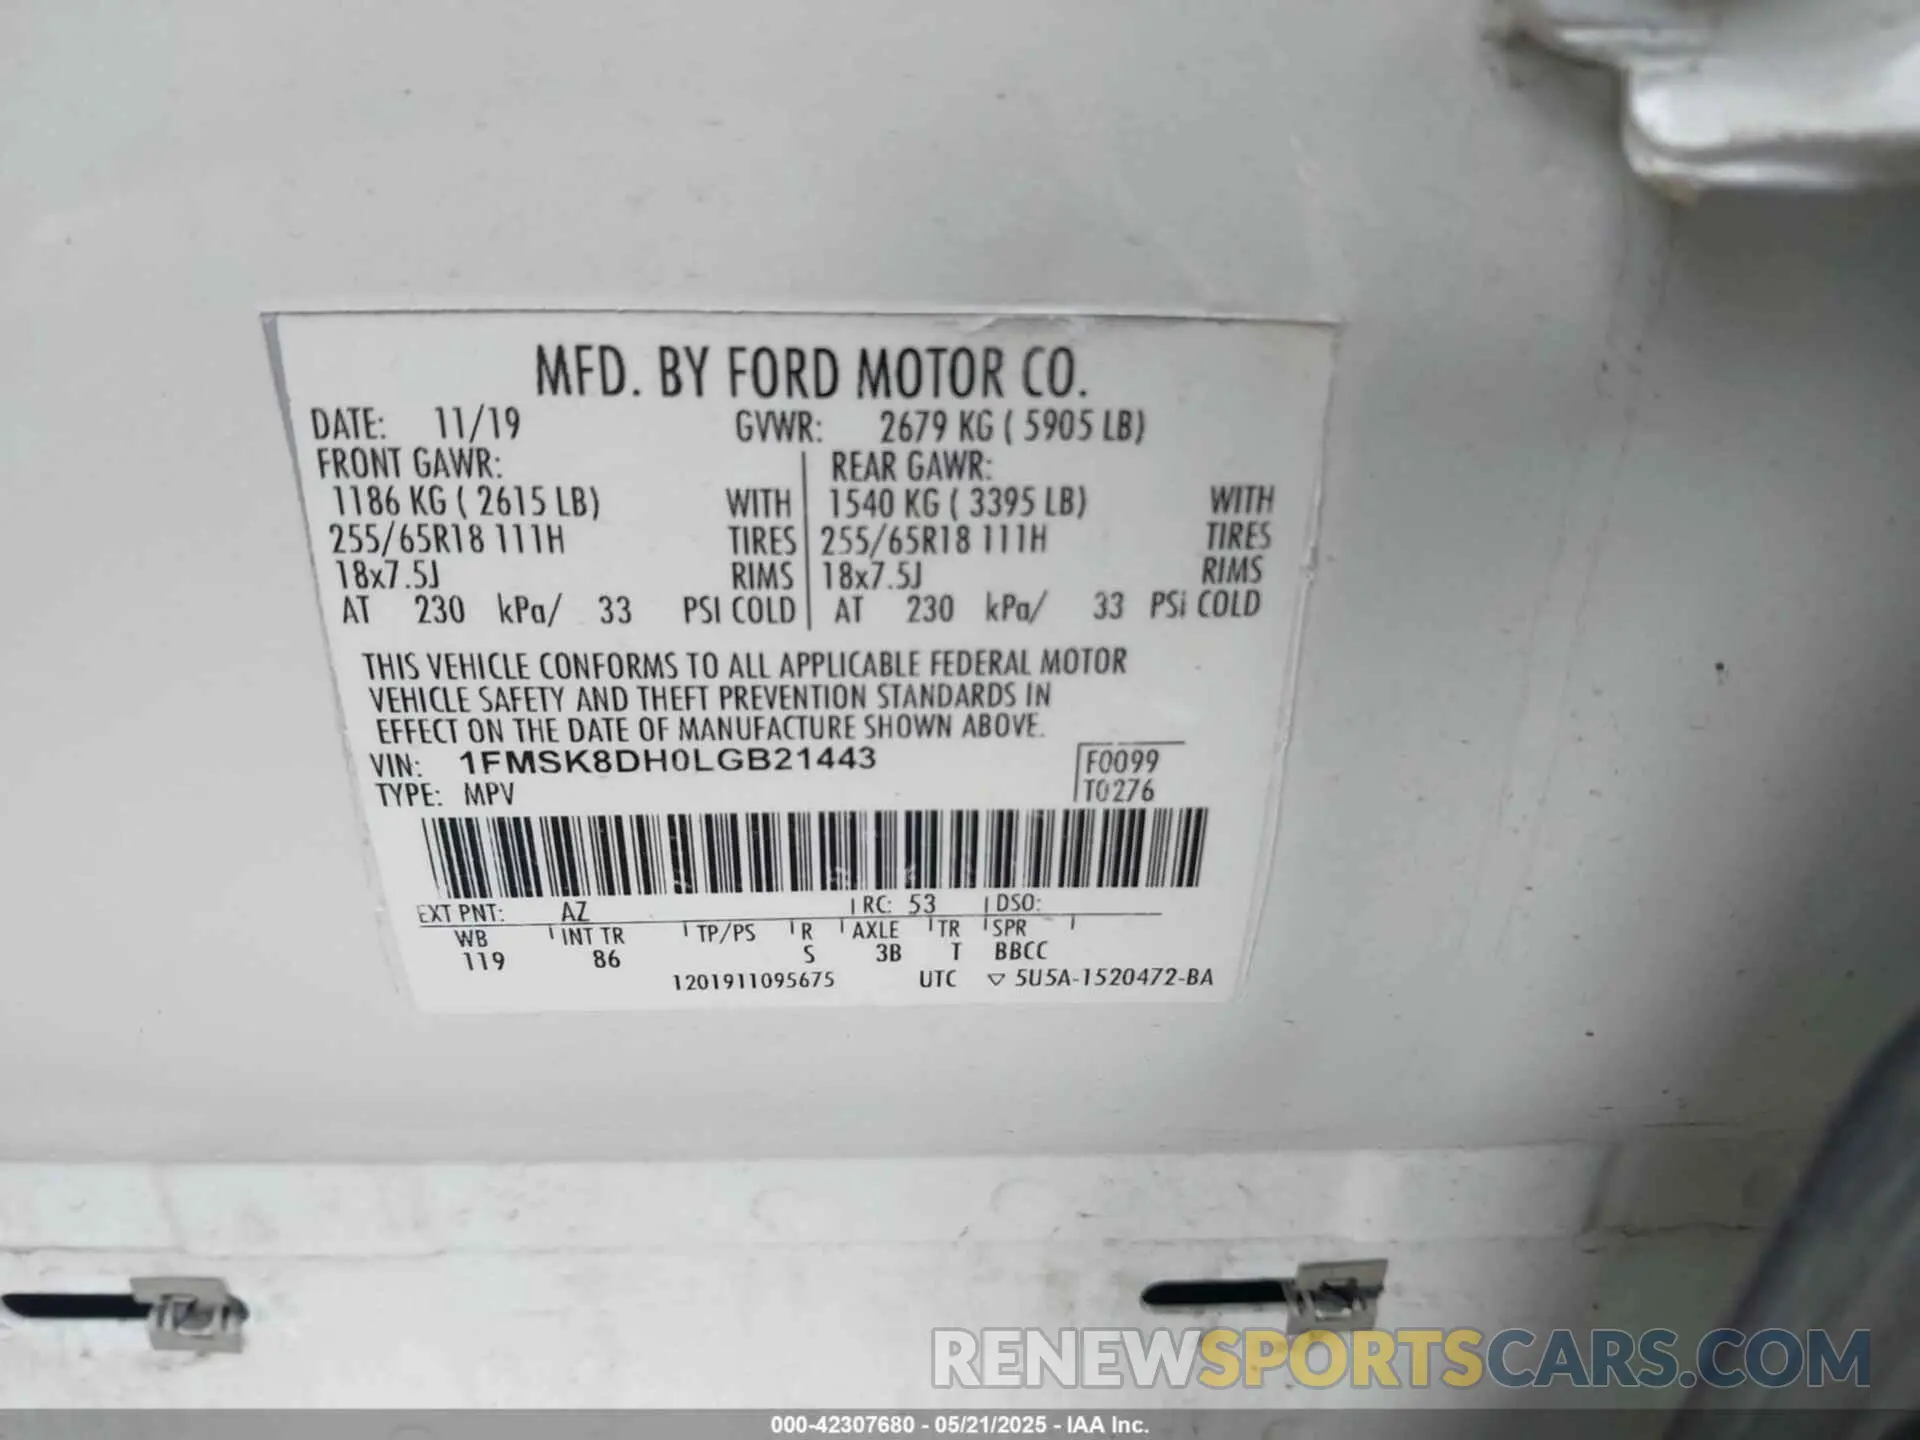 MFD. BY FORD MOTOR CO.
DATE: 11/19 GVWR: 2679 KG ( 5905 LB)
FRONT GAWR: REAR GAWR:
1186 KG ( 2615 LB) WITH 1540 KG ( 3395 LB) WITH
255/65R18 111H TIRES 255/65R18 111H TIRES
18x7.5J RIMS 18x7.5J RIMS
AT 230 kPa/ 33 PSI COLD AT 230 kPa/ 33 PSi COLD
THIS VEHICLE CONFORMS TO ALL APPLICABLE FEDERAL MOTOR
VEHICLE SAFETY AND THEFT PREVENTION STANDARDS IN
EFFECT ON THE DATE OF MANUFACTURE SHOWN ABOVE.
VIN: 1FMSK8DH0LGB21443 F0099
TYPE: MPV T0276
EXT PNT: AZ RC: 53 DSO:
WB INT TR TP/PS R AXLE TR SPR
119 86 S 3B T BBCC
1201911095675 UTC ▽ 5U5A-1520472-BA
RENEWSPORTSCARS.COM
000-42307680 - 05/21/2025 - IAA Inc.